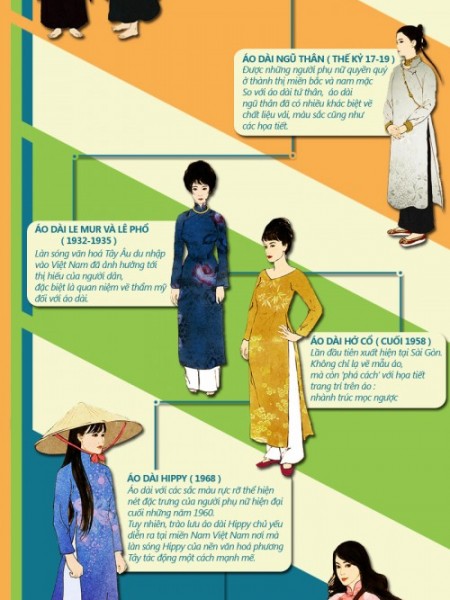 ÁO DÀI NGŨ THÂN ( THẾ KỶ 17-19 )
Được những người phụ nữ quyền quý
ở thành thị miền bắc và nam mặc
So với áo dài tứ thân, áo dài
ngũ thân đã có nhiều khác biệt về
chất liệu vải, màu sắc cũng như
các họa tiết.
ÁO DÀI LE MUR VÀ LÊ PHỔ
( 1932-1935 )
Làn sóng văn hoá Tây Âu du nhập
vào Việt Nam đã ảnh hưởng tới
thị hiếu của người dân,
đặc biệt là quan niệm về thẩm mỹ
đối với áo dài.
ÁO DÀI HỞ CỔ ( CUỐI 1958 )
Lần đầu tiên xuất hiện tại Sài Gòn.
Không chỉ lạ về mẫu áo,
mà còn 'phá cách' với họa tiết
trang trí trên áo :
nhành trúc mọc ngược
ÁO DÀI HIPPY ( 1968 )
Áo dài với các sắc màu rực rỡ thể hiện
nét đặc trưng của người phụ nữ hiện đại
cuối những năm 1960.
Tuy nhiên, trào lưu áo dài Hippy chủ yếu
diễn ra tại miền Nam Việt Nam nơi mà
làn sóng Hippy của nền văn hoá phương
Tây tác động một cách mạnh mẽ.